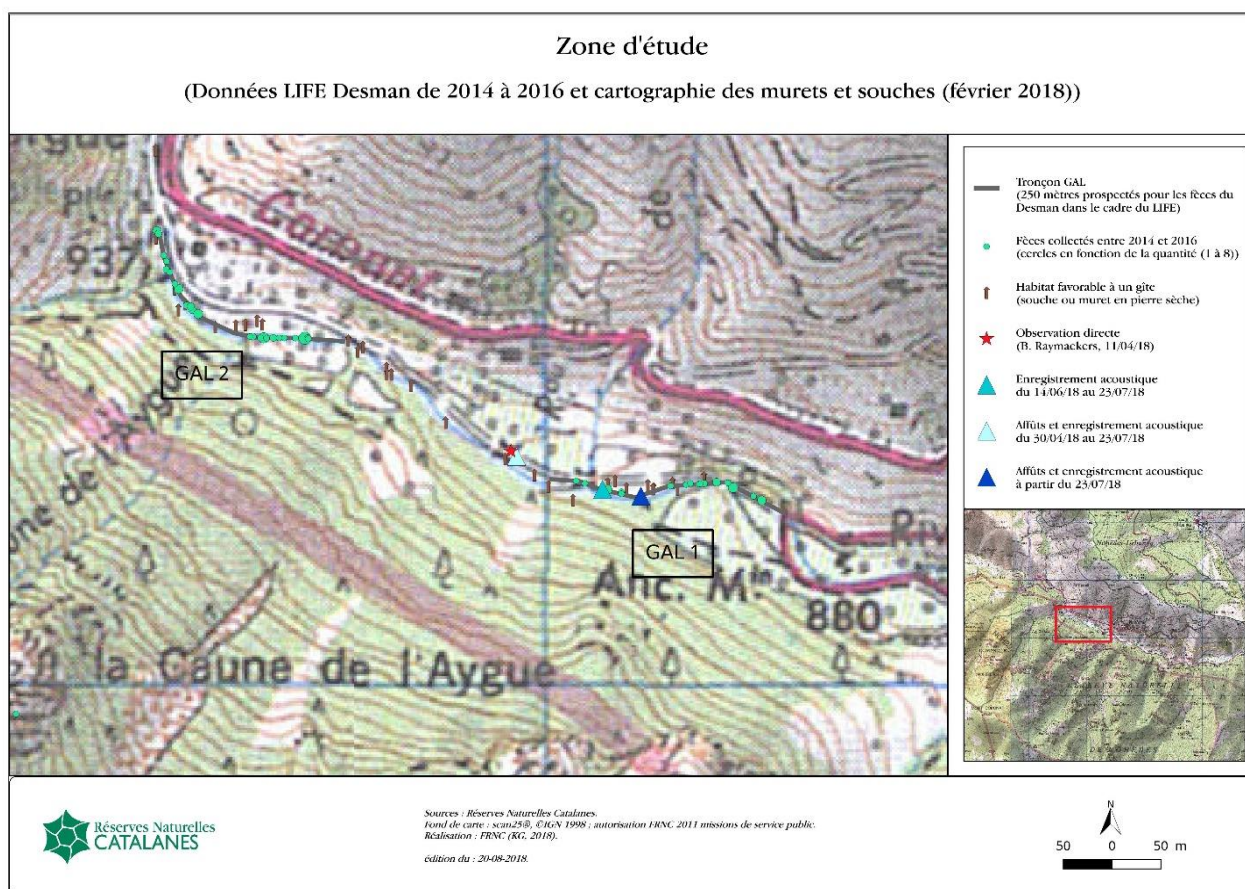 Zone d'étude
(Données LIFE Desman de 2014 à 2016 et cartographie des murets et souches (février 2018))
937
Garonat
GAL 2
GAL 1
Anc. Mⁱⁿ
880
la Caune de l'Aygue
Tronçon GAL
(250 mètres prospectés pour les fèces du
Desman dans le cadre du LIFE)
Fèces collectés entre 2014 et 2016
(cercles en fonction de la quantité (1 à 8))
Habitat favorable à un gîte
(souche ou muret en pierre sèche)
Observation directe
(B. Raymackers, 11/04/18)
Enregistrement acoustique
du 14/06/18 au 23/07/18
Affûts et enregistrement acoustique
du 30/04/18 au 23/07/18
Affûts et enregistrement acoustique
à partir du 23/07/18
Réserves Naturelles
CATALANES
Sources : Réserves Naturelles Catalanes.
Fond de carte : scan25®, ©IGN 1998 ; autorisation FRNC 2011 missions de service public.
Réalisation : FRNC (KG, 2018).
édition du : 20-08-2018.
N
50 0 50 m